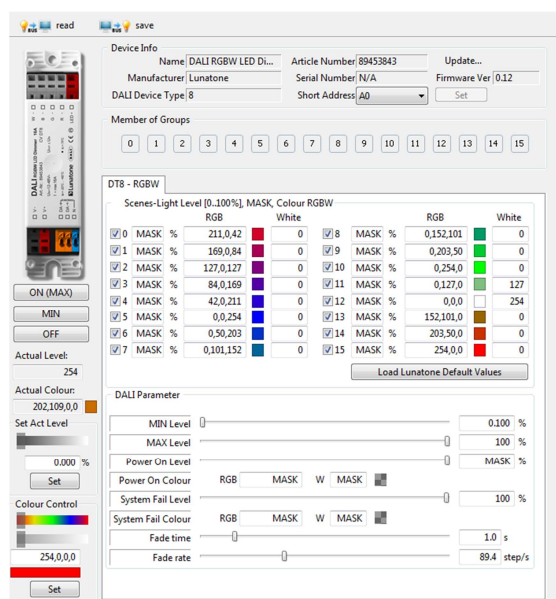 read save
Device Info
Name DALI RGBW LED Di... Article Number 89453843 Update...
Manufacturer Lunatone Serial Number N/A Firmware Ver 0.12
DALI Device Type 8 Short Address A0 Set
Member of Groups
0 1 2 3 4 5 6 7 8 9 10 11 12 13 14 15
DT8 - RGBW
Scenes-Light Level [0..100%], MASK, Colour RGBW
RGB White RGB White
0 MASK % 211,0,42 0 8 MASK % 0,152,101 0
1 MASK % 169,0,84 0 9 MASK % 0,203,50 0
2 MASK % 127,0,127 0 10 MASK % 0,254,0 0
3 MASK % 84,0,169 0 11 MASK % 0,127,0 127
4 MASK % 42,0,211 0 12 MASK % 0,0,0 254
5 MASK % 0,0,254 0 13 MASK % 152,101,0 0
6 MASK % 0,50,203 0 14 MASK % 203,50,0 0
7 MASK % 0,101,152 0 15 MASK % 254,0,0 0
Load Lunatone Default Values
ON (MAX)
MIN
OFF
Actual Level:
254
Actual Colour:
202,109,0,0
Set Act Level
0.000 %
Set
Colour Control
254,0,0,0
Set
DALI Parameter
MIN Level 0.100 %
MAX Level 100 %
Power On Level MASK %
Power On Colour RGB MASK W MASK
System Fail Level 100 %
System Fail Colour RGB MASK W MASK
Fade time 1.0 s
Fade rate 89.4 step/s